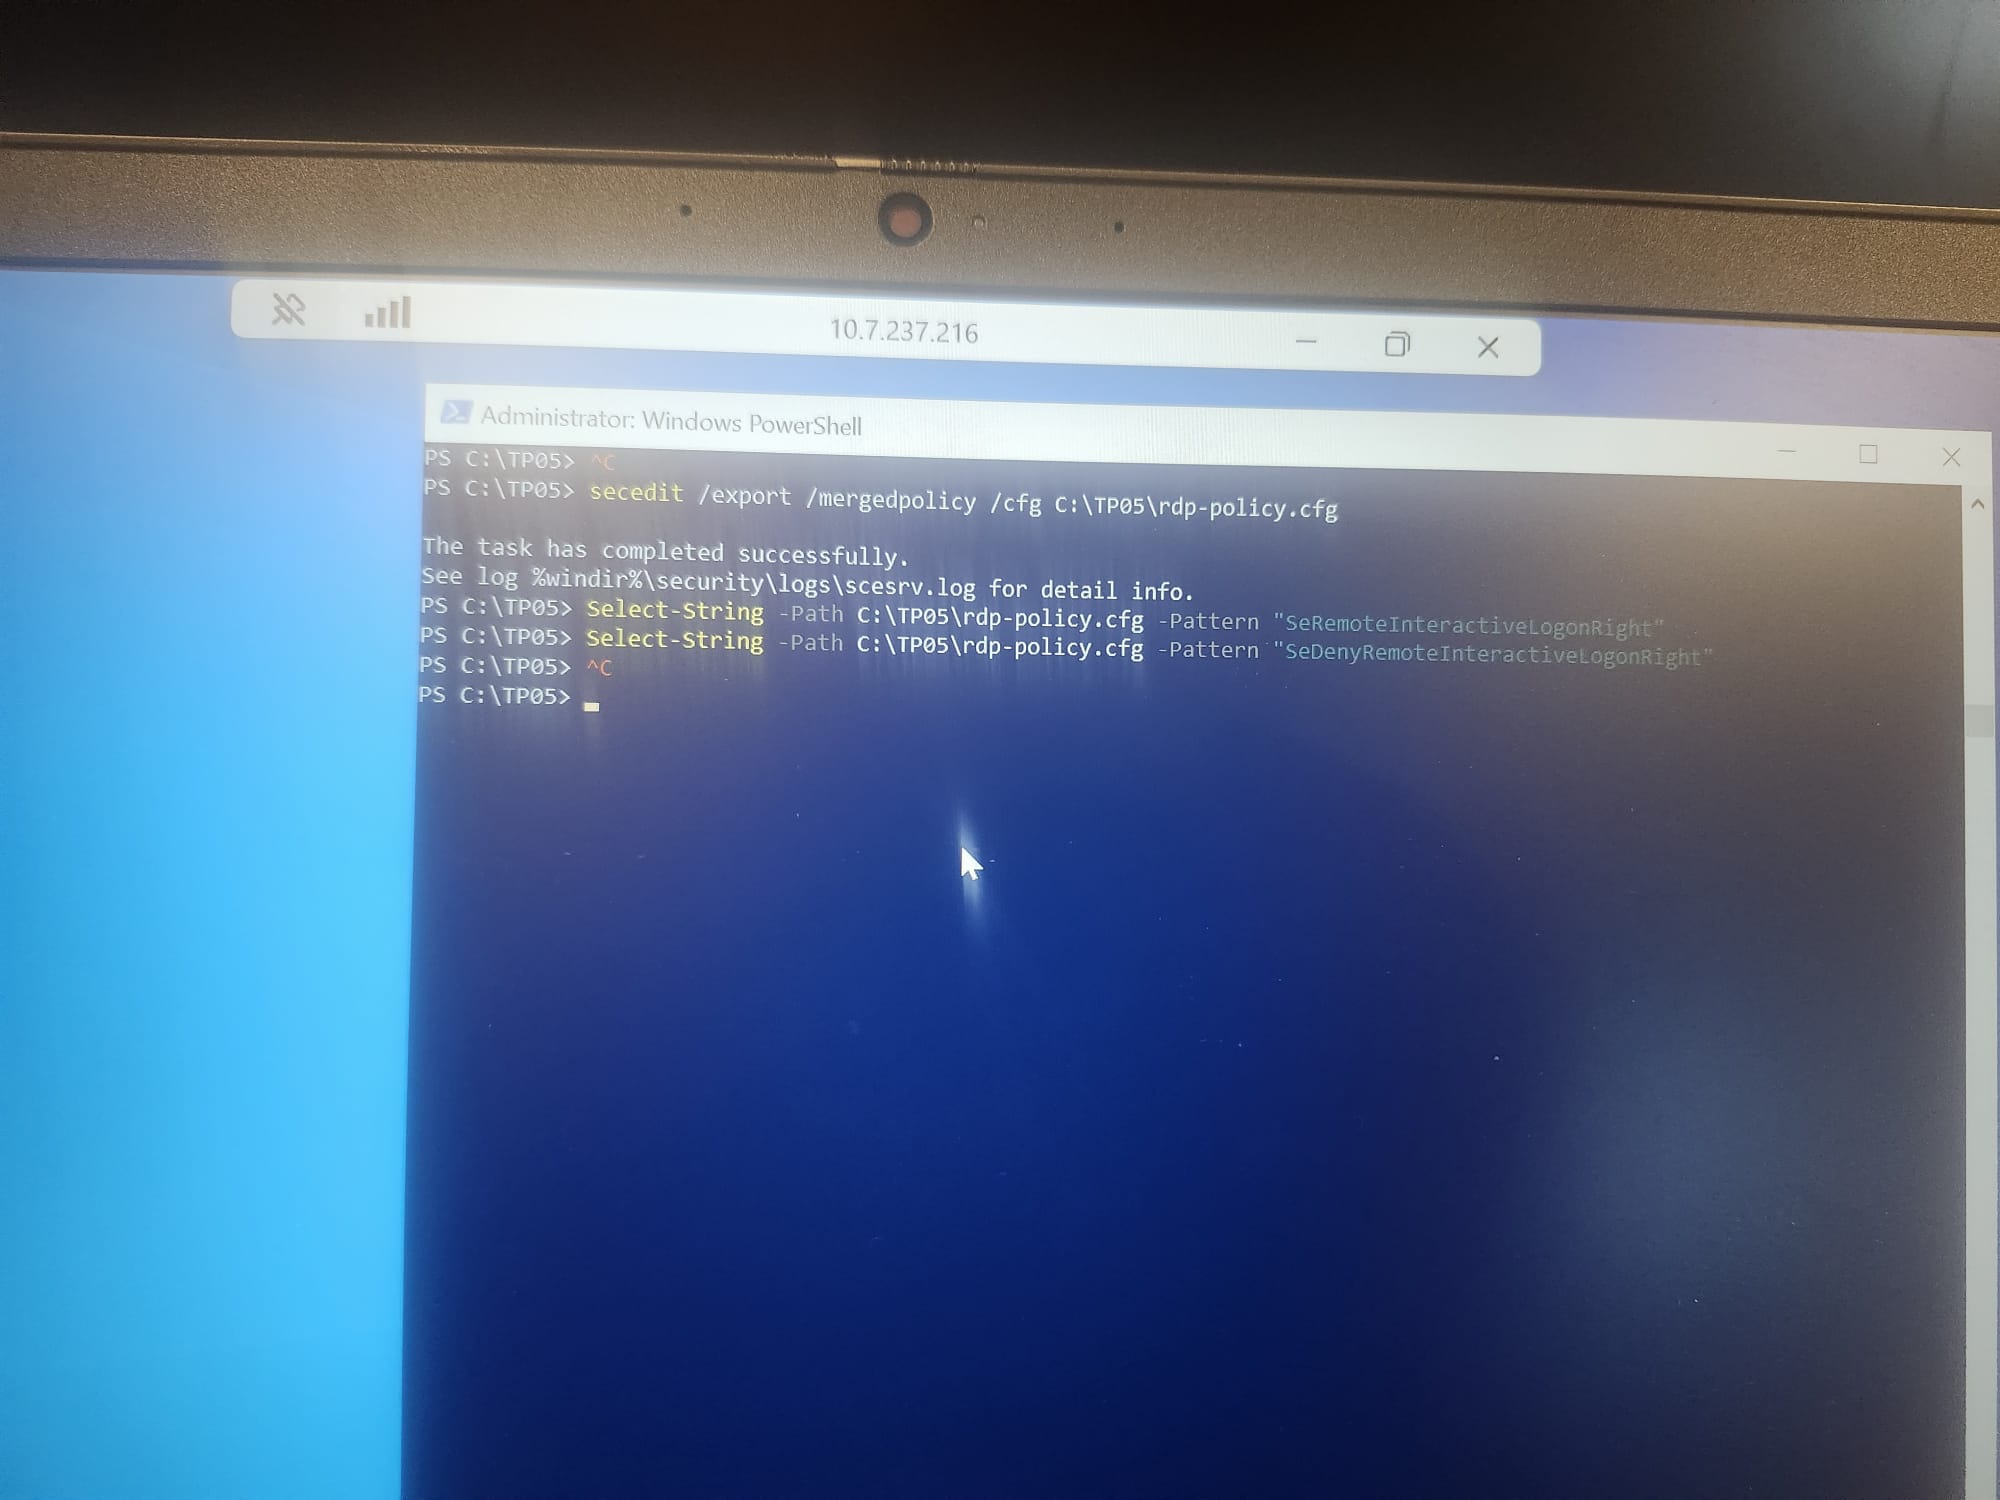 10.7.237.216
Administrator: Windows PowerShell
PS C:\TP05> ^C
PS C:\TP05> secedit /export /mergedpolicy /cfg C:\TP05\rdp-policy.cfg
The task has completed successfully.
See log %windir%\security\logs\scesrv.log for detail info.
PS C:\TP05> Select-String -Path C:\TP05\rdp-policy.cfg -Pattern "SeRemoteInteractiveLogonRight"
PS C:\TP05> Select-String -Path C:\TP05\rdp-policy.cfg -Pattern "SeDenyRemoteInteractiveLogonRight"
PS C:\TP05> ^C
PS C:\TP05>